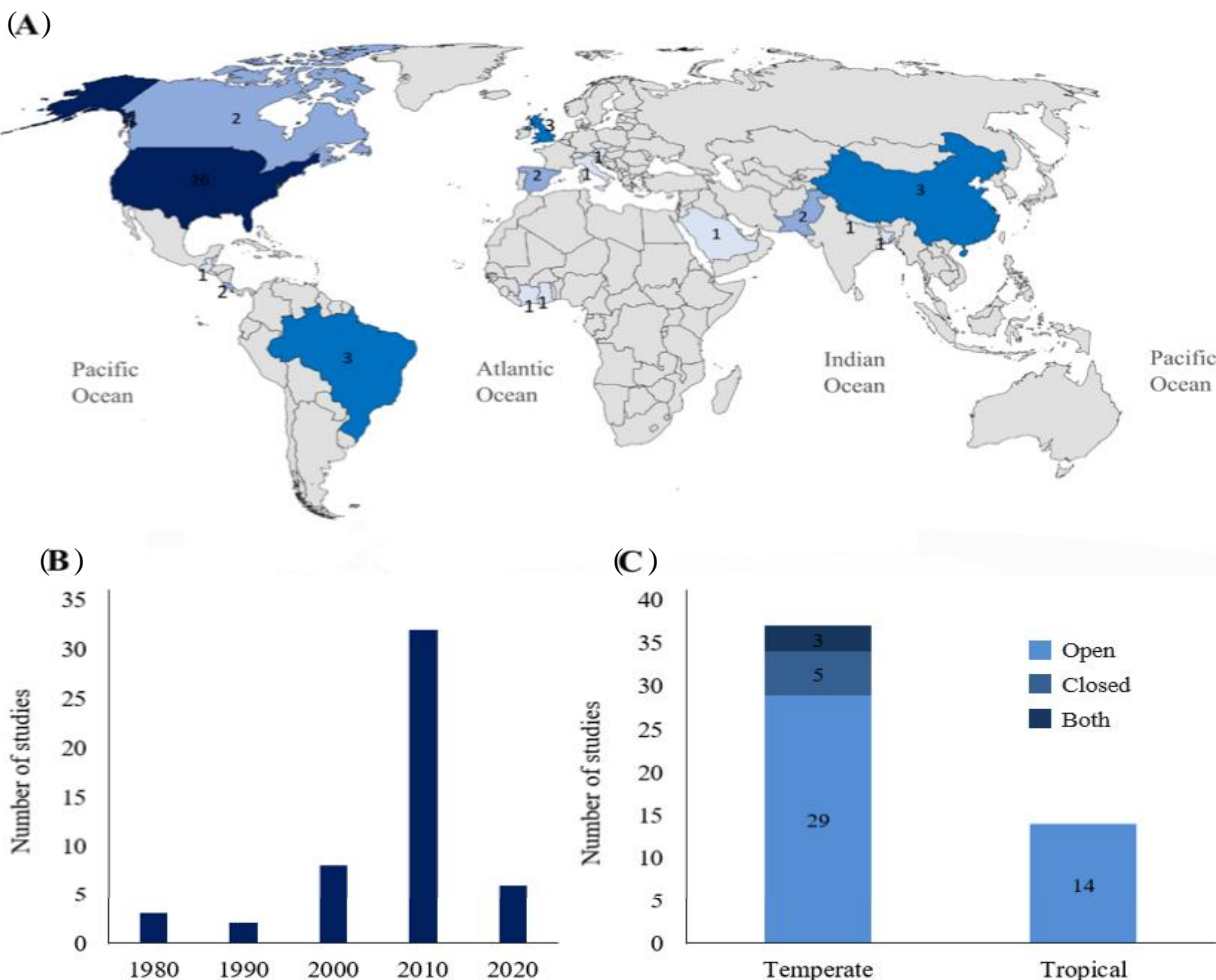 (A)
2
26
3
1
2
1
3
2
1
1
2
1
1
3
1
1
Pacific
Ocean
Atlantic
Ocean
Indian
Ocean
Pacific
Ocean
(B)
Number of studies
35
30
25
20
15
10
5
0
1980
1990
2000
2010
2020
(C)
Number of studies
40
35
30
25
20
15
10
5
0
3
5
29
14
Open
Closed
Both
Temperate
Tropical